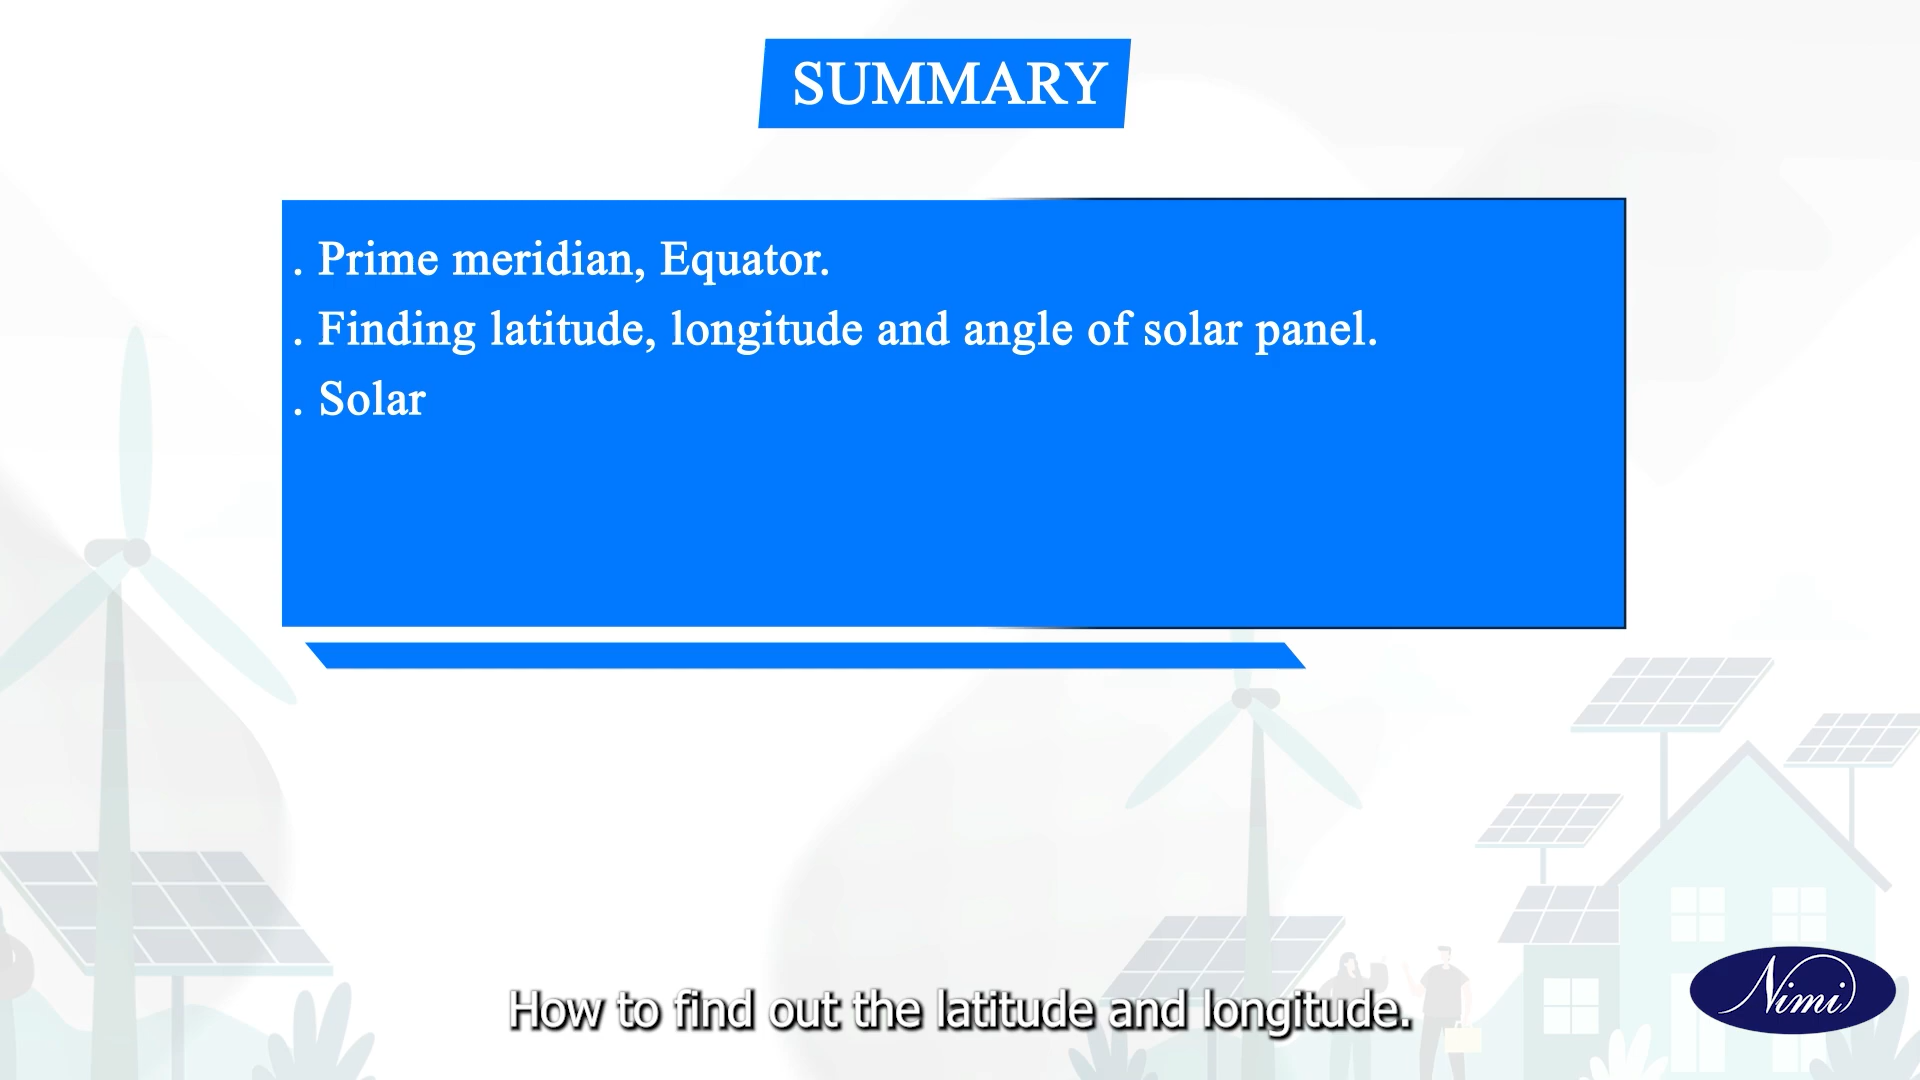 SUMMARY
. Prime meridian, Equator.
. Finding latitude, longitude and angle of solar panel.
. Solar
How to find out the latitude and longitude.
Nimi